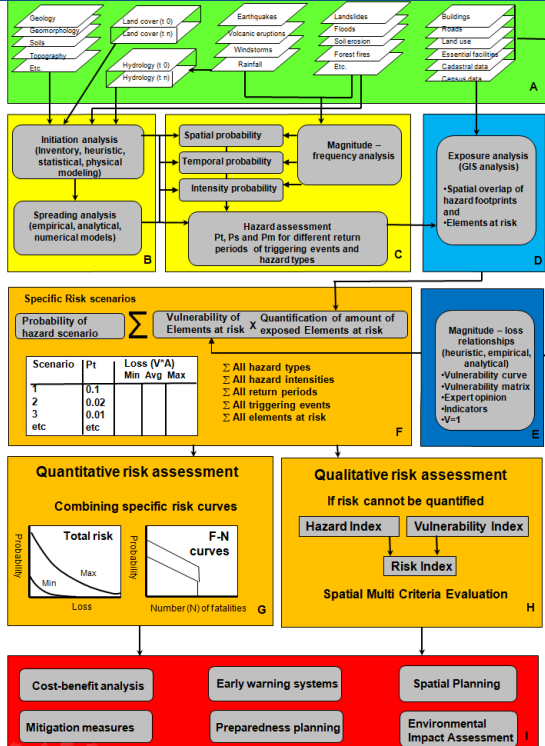 Geology
Geomorphology
Soils
Topography
Etc.
Land cover (t 0)
Land cover (t n)
Hydrology (t 0)
Hydrology (t n)
Earthquakes
Volcanic eruptions
Windstorms
Rainfall
Landslides
Floods
Soil erosion
Forest fires
Etc.
Buildings
Roads
Land use
Essential facilities
Cadastral data
Census data
A
Initiation analysis
(Inventory, heuristic,
statistical, physical
modeling)
Spreading analysis
(empirical, analytical,
numerical models)
B
Spatial probability
Temporal probability
Intensity probability
Magnitude –
frequency analysis
Hazard assessment
Pt, Ps and Pm for different return
periods of triggering events and
hazard types
C
Exposure analysis
(GIS analysis)
•Spatial overlap of
hazard footprints
and
•Elements at risk
D
Specific Risk scenarios
Probability of
hazard scenario
∑
Vulnerability of
Elements at risk
X
Quantification of amount of
exposed Elements at risk
Scenario Pt Loss (V*A)
Min Avg Max
1 0.1
2 0.02
3 0.01
etc etc
Σ All hazard types
Σ All hazard intensities
Σ All return periods
Σ All triggering events
Σ All elements at risk
F
Magnitude – loss
relationships
(heuristic, empirical,
analytical)
•Vulnerability curve
•Vulnerability matrix
•Expert opinion
•Indicators
•V=1
E
Quantitative risk assessment
Combining specific risk curves
Total risk
Probability
Max
Min
Loss
F-N
curves
Probability
Number (N) of fatalities
G
Qualitative risk assessment
If risk cannot be quantified
Hazard Index
Vulnerability Index
Risk Index
Spatial Multi Criteria Evaluation
H
Cost-benefit analysis
Early warning systems
Spatial Planning
Mitigation measures
Preparedness planning
Environmental
Impact Assessment
I